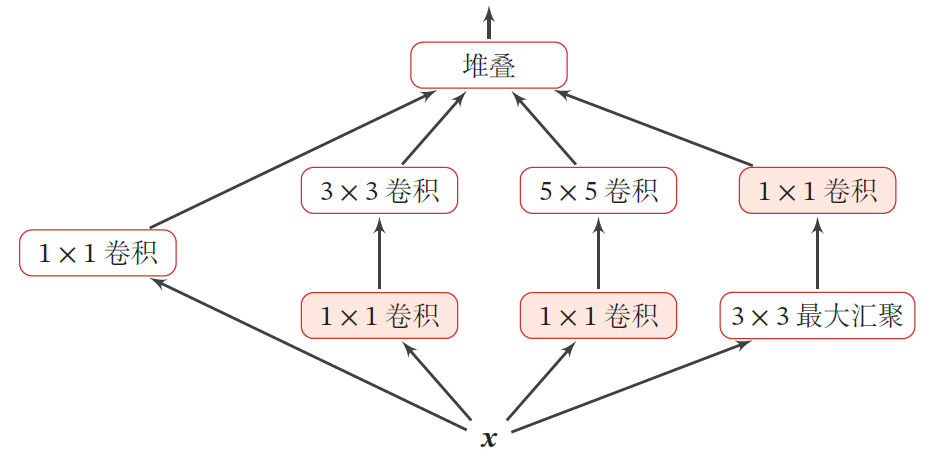 堆叠
3 × 3 卷积
5 × 5 卷积
1 × 1 卷积
1 × 1 卷积
1 × 1 卷积
1 × 1 卷积
3 × 3 最大汇聚
x